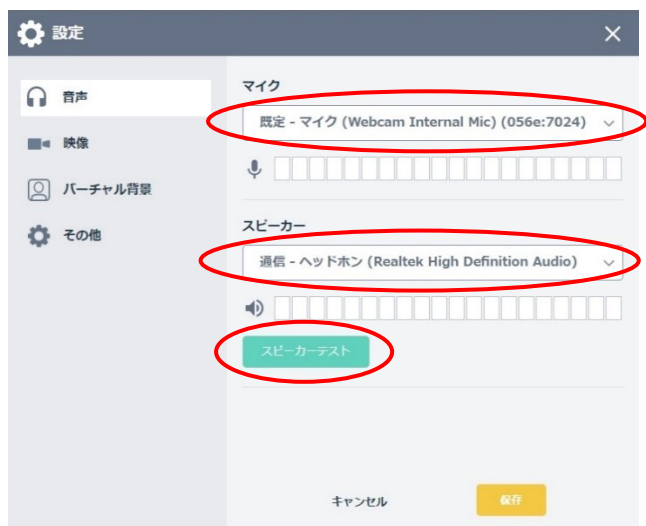 設定
音声
映像
バーチャル背景
その他
マイク
既定 - マイク (Webcam Internal Mic) (056e:7024)
スピーカー
通信 - ヘッドホン (Realtek High Definition Audio)
スピーカーテスト
キャンセル
保存